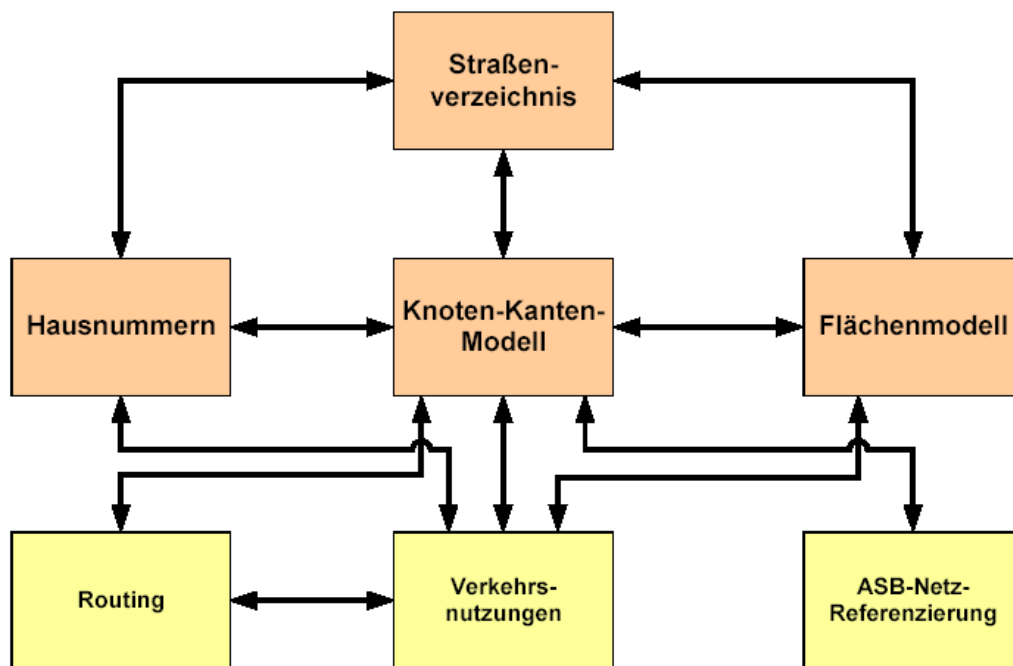 Straßen-
verzeichnis
Hausnummern
Knoten-Kanten-
Modell
Flächenmodell
Routing
Verkehrs-
nutzungen
ASB-Netz-
Referenzierung